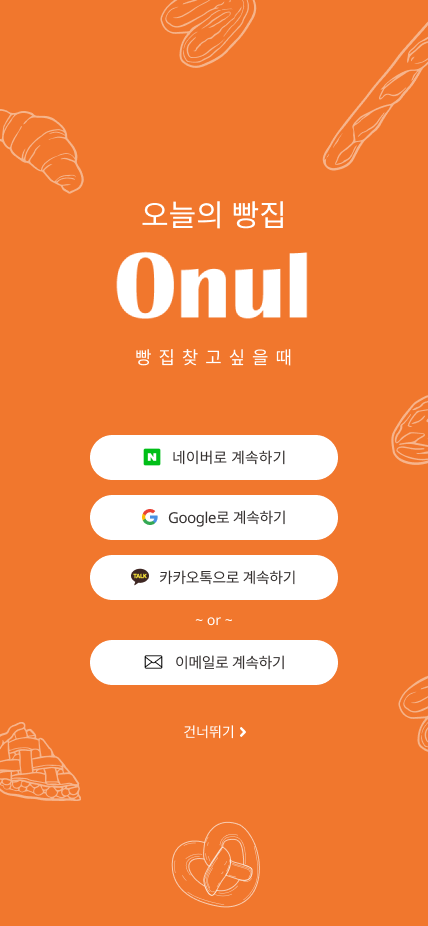 오늘의 빵집
Onul
빵 집 찾 고 싶 을 때
N 네이버로 계속하기
Google로 계속하기
TALK 카카오톡으로 계속하기
~ or ~
이메일로 계속하기
건너뛰기 ›